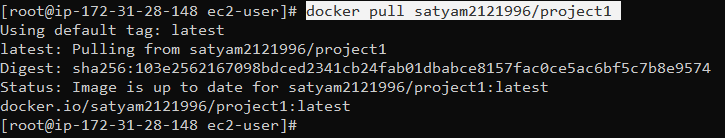 [root@ip-172-31-28-148 ec2-user]# docker pull satyam2121996/project1
Using default tag: latest
latest: Pulling from satyam2121996/project1
Digest: sha256:103e2562167098bdced2341cb24fab01dbabce8157fac0ce5ac6bf5c7b8e9574
Status: Image is up to date for satyam2121996/project1:latest
docker.io/satyam2121996/project1:latest
[root@ip-172-31-28-148 ec2-user]#